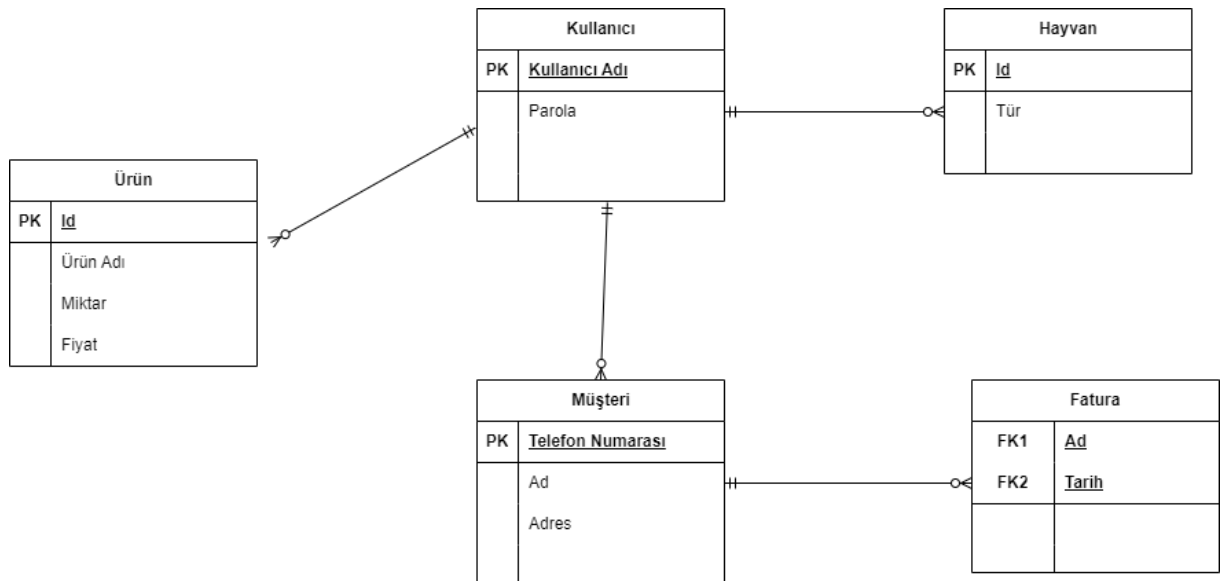 Kullanıcı
PK Kullanıcı Adı
Parola
Hayvan
PK Id
Tür
Ürün
PK Id
Ürün Adı
Miktar
Fiyat
Müşteri
PK Telefon Numarası
Ad
Adres
Fatura
FK1 Ad
FK2 Tarih